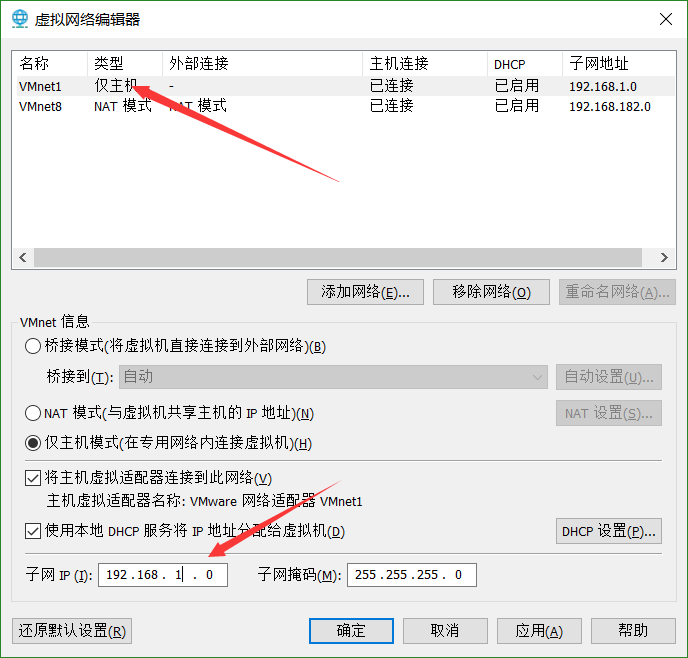 虚拟网络编辑器
名称 类型 外部连接 主机连接 DHCP 子网地址
VMnet1 仅主机 - 已连接 已启用 192.168.1.0
VMnet8 NAT 模式 NAT 模式 已连接 已启用 192.168.182.0
添加网络(E)... 移除网络(O) 重命名网络(A)...
VMnet 信息
桥接模式(将虚拟机直接连接到外部网络)(B)
桥接到(T): 自动 自动设置(U)...
NAT 模式(与虚拟机共享主机的 IP 地址)(N) NAT 设置(S)...
仅主机模式(在专用网络内连接虚拟机)(H)
将主机虚拟适配器连接到此网络(V)
主机虚拟适配器名称: VMware 网络适配器 VMnet1
使用本地 DHCP 服务将 IP 地址分配给虚拟机(D) DHCP 设置(P)...
子网 IP (I): 192.168. 1 . 0 子网掩码(M): 255.255.255. 0
还原默认设置(R) 确定 取消 应用(A) 帮助